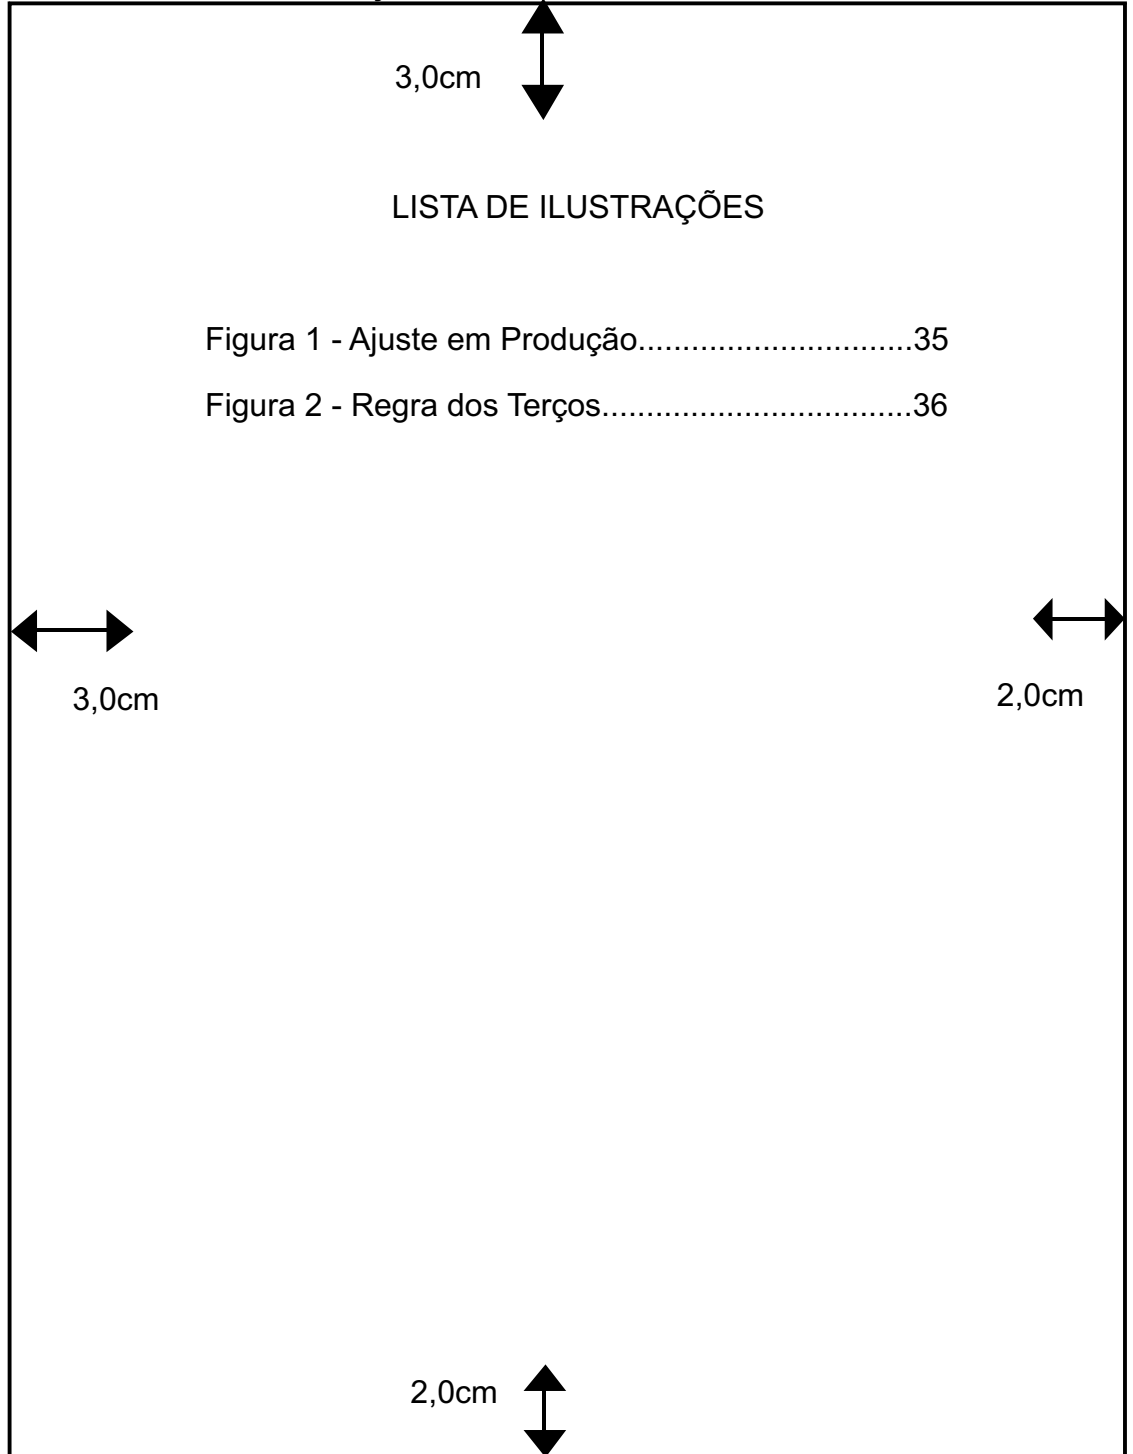 3,0cm
LISTA DE ILUSTRAÇÕES
Figura 1 - Ajuste em Produção...............................35
Figura 2 - Regra dos Terços...................................36
3,0cm
2,0cm
2,0cm